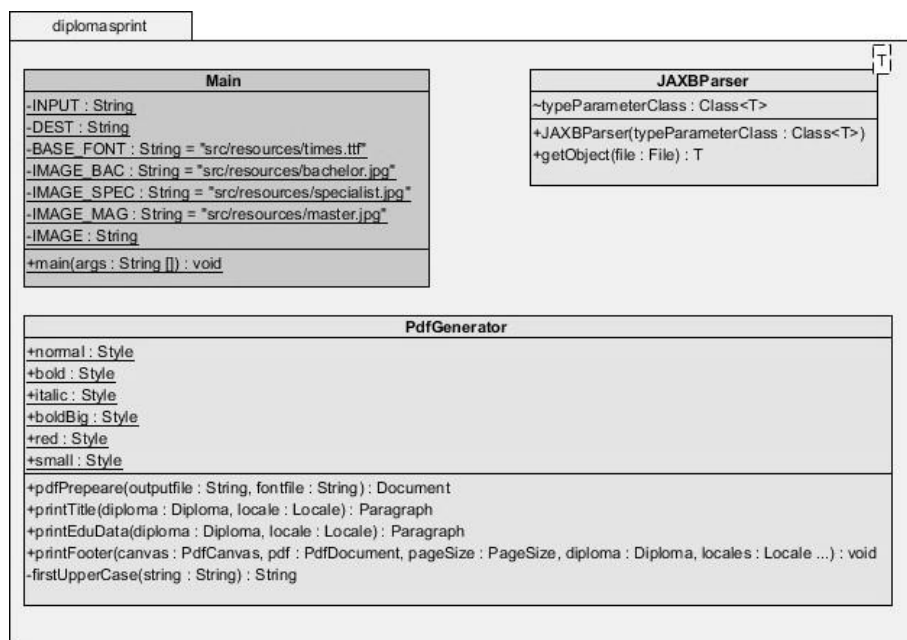 diplomasprint
Main
-INPUT : String
-DEST : String
-BASE_FONT : String = "src/resources/times.ttf"
-IMAGE_BAC : String = "src/resources/bachelor.jpg"
-IMAGE_SPEC : String = "src/resources/specialist.jpg"
-IMAGE_MAG : String = "src/resources/master.jpg"
-IMAGE : String
+main(args : String []) : void
T
JAXBParser
~typeParameterClass : Class<T>
+JAXBParser(typeParameterClass : Class<T>)
+getObject(file : File) : T
PdfGenerator
+normal : Style
+bold : Style
+italic : Style
+boldBig : Style
+red : Style
+small : Style
+pdfPrepeare(outputfile : String, fontfile : String) : Document
+printTitle(diploma : Diploma, locale : Locale) : Paragraph
+printEduData(diploma : Diploma, locale : Locale) : Paragraph
+printFooter(canvas : PdfCanvas, pdf : PdfDocument, pageSize : PageSize, diploma : Diploma, locales : Locale ...) : void
-firstUpperCase(string : String) : String